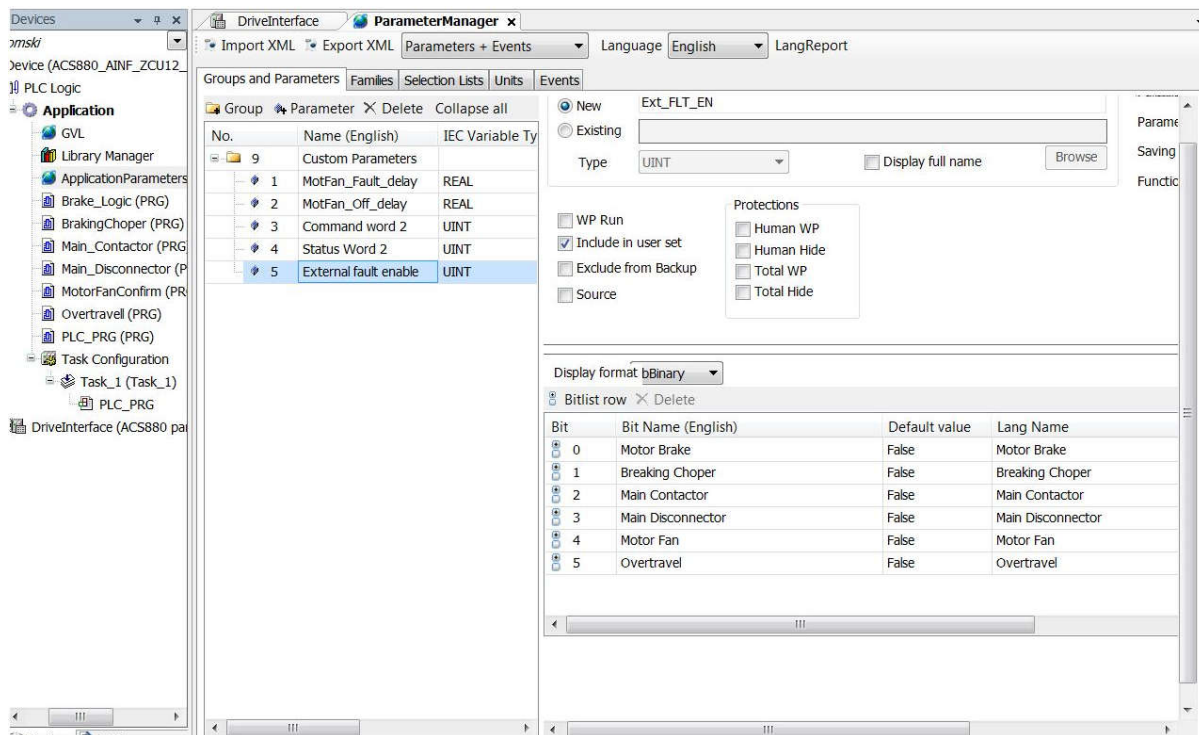 Devices
DriveInterface
ParameterManager
omski
Import XML Export XML Parameters + Events Language English LangReport
Device (ACS880_AINF_ZCU12_
PLC Logic
Application
GVL
Library Manager
ApplicationParameters
Brake_Logic (PRG)
BrakingChoper (PRG)
Main_Contactor (PRG
Main_Disconnector (P
MotorFanConfirm (PR
Overtravell (PRG)
PLC_PRG (PRG)
Task Configuration
Task_1 (Task_1)
PLC_PRG
DriveInterface (ACS880 pa
Groups and Parameters Families Selection Lists Units Events
Group Parameter Delete Collapse all
No. Name (English) IEC Variable Ty
9 Custom Parameters
1 MotFan_Fault_delay REAL
2 MotFan_Off_delay REAL
3 Command word 2 UINT
4 Status Word 2 UINT
5 External fault enable UINT
New Ext_FLT_EN
Existing
Type UINT Display full name Browse
Parame
Saving
Functio
WP Run
Include in user set
Exclude from Backup
Source
Protections
Human WP
Human Hide
Total WP
Total Hide
Display format bBinary
Bitlist row Delete
Bit Bit Name (English) Default value Lang Name
0 Motor Brake False Motor Brake
1 Breaking Choper False Breaking Choper
2 Main Contactor False Main Contactor
3 Main Disconnector False Main Disconnector
4 Motor Fan False Motor Fan
5 Overtravel False Overtravel